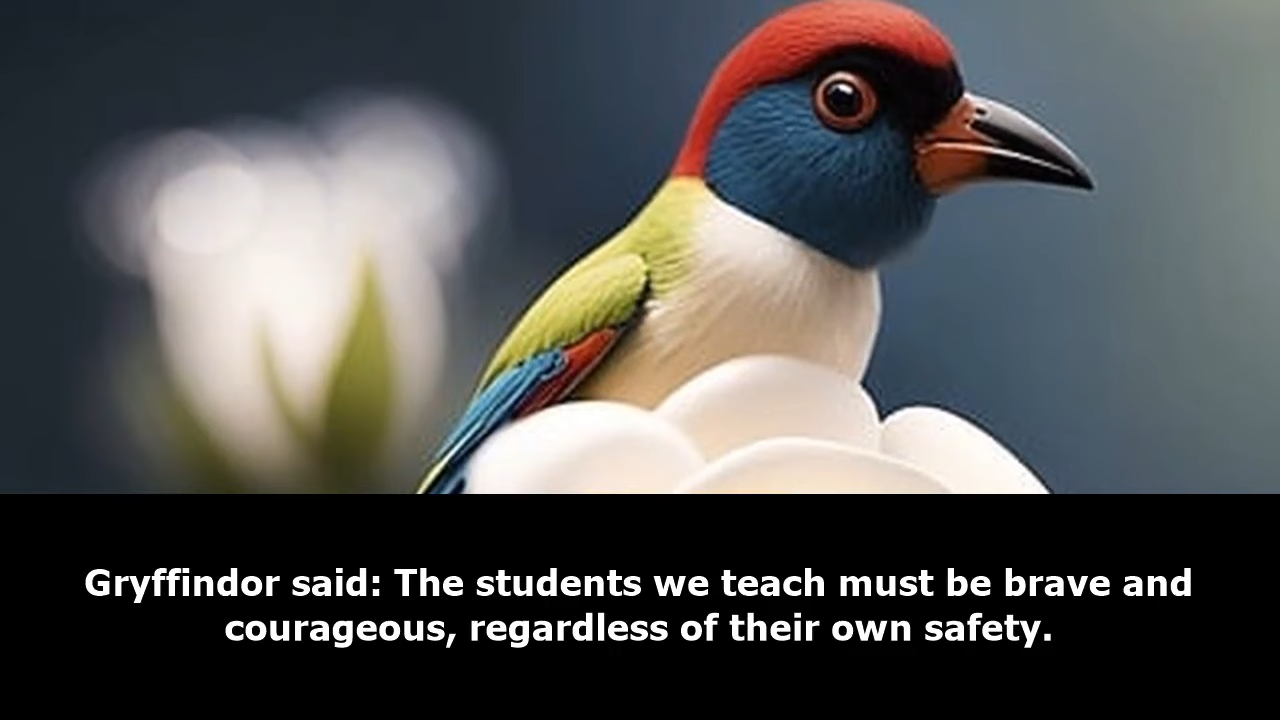 Gryffindor said: The students we teach must be brave and
courageous, regardless of their own safety.